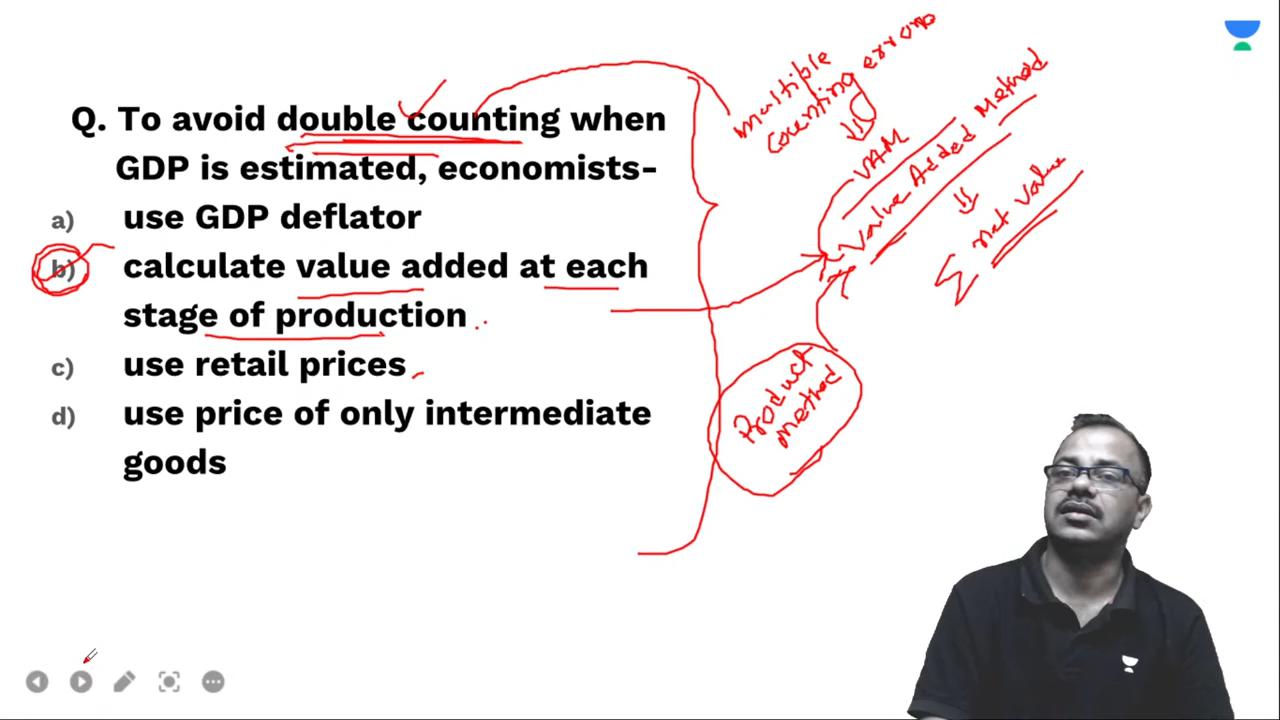 Q. To avoid double counting when
GDP is estimated, economists-
a) use GDP deflator
b) calculate value added at each
stage of production
c) use retail prices
d) use price of only intermediate
goods
multible
counting errors
VAM
Value Added Method
net value
Product
Method